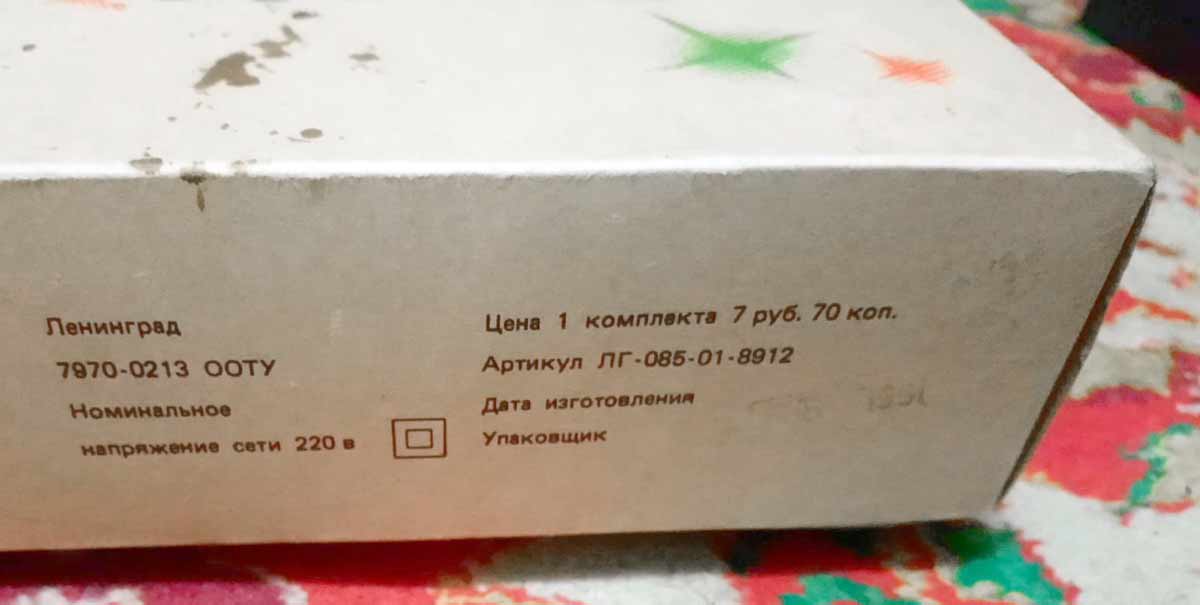 Ленинград
7970-0213 ООТУ
Номинальное
напряжение сети 220 в
Цена 1 комплекта 7 руб. 70 коп.
Артикул ЛГ-085-01-8912
Дата изготовления
Упаковщик